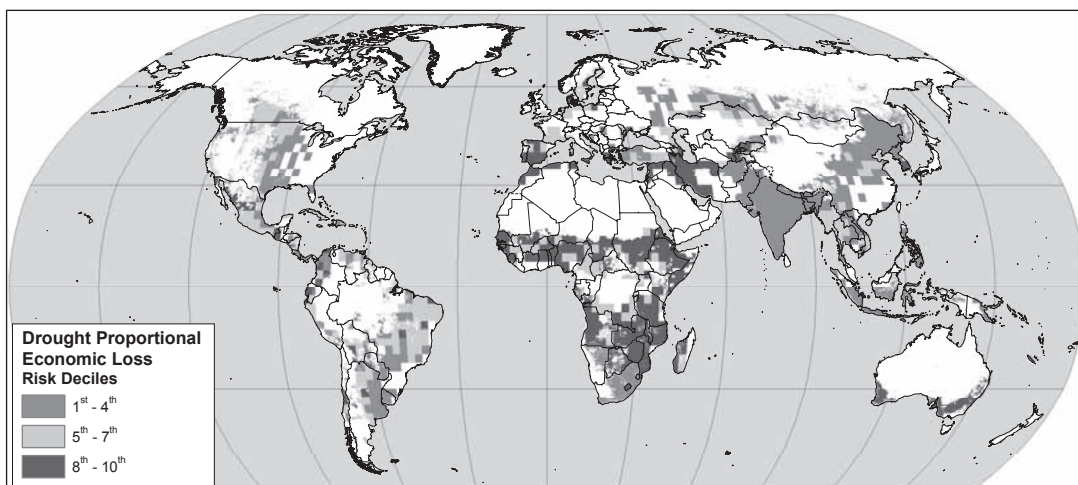 Drought Proportional
Economic Loss
Risk Deciles
1st - 4th
5th - 7th
8th - 10th